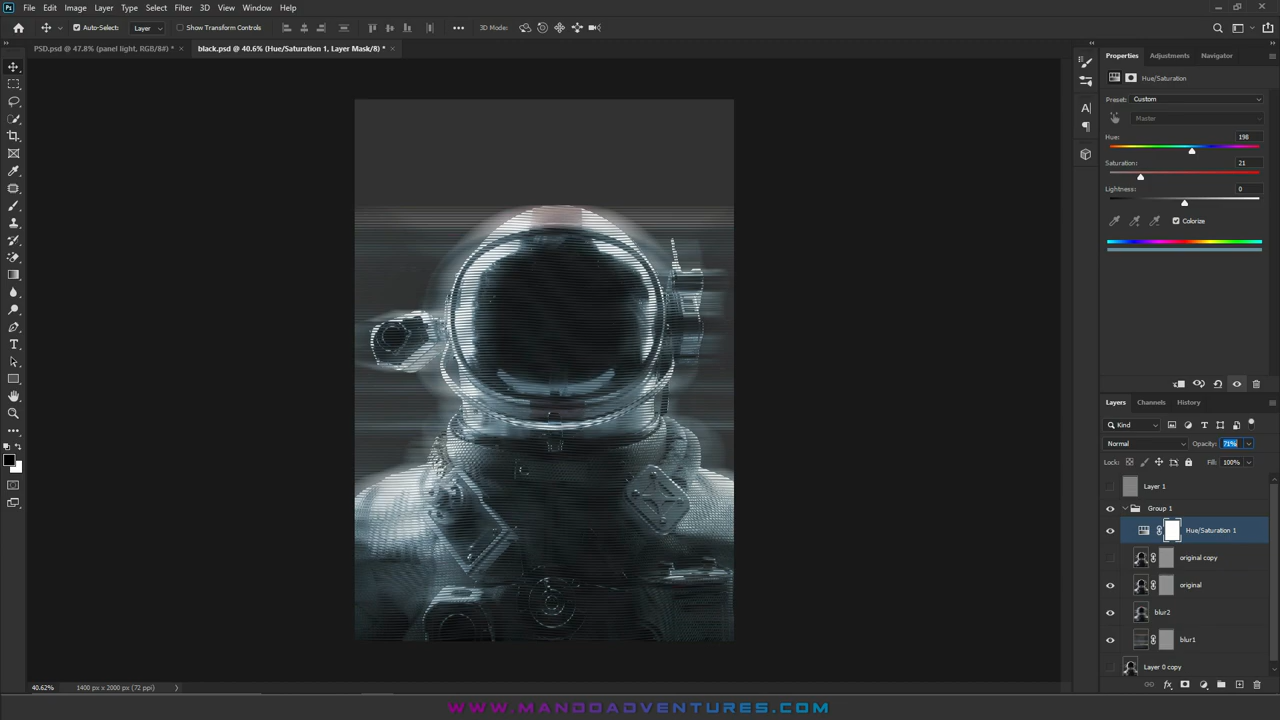 File Edit Image Layer Type Select Filter 3D View Window Help
Auto-Select: Layer Show Transform Controls 3D Mode:
PSD.psd @ 47.8% (panel light, RGB/8#) * black.psd @ 40.6% (Hue/Saturation 1, Layer Mask/8) *
Properties Adjustments Navigator
Hue/Saturation
Preset: Custom
Master
Hue: 198
Saturation: 21
Lightness: 0
Colorize
Layers Channels History
Kind
Normal Opacity: 71%
Lock: Fill: 100%
Layer 1
Group 1
Hue/Saturation 1
original copy
original
blur2
blur1
Layer 0 copy
40.62% 1400 px x 2000 px (72 ppi)
WWW.MANDOADVENTURES.COM